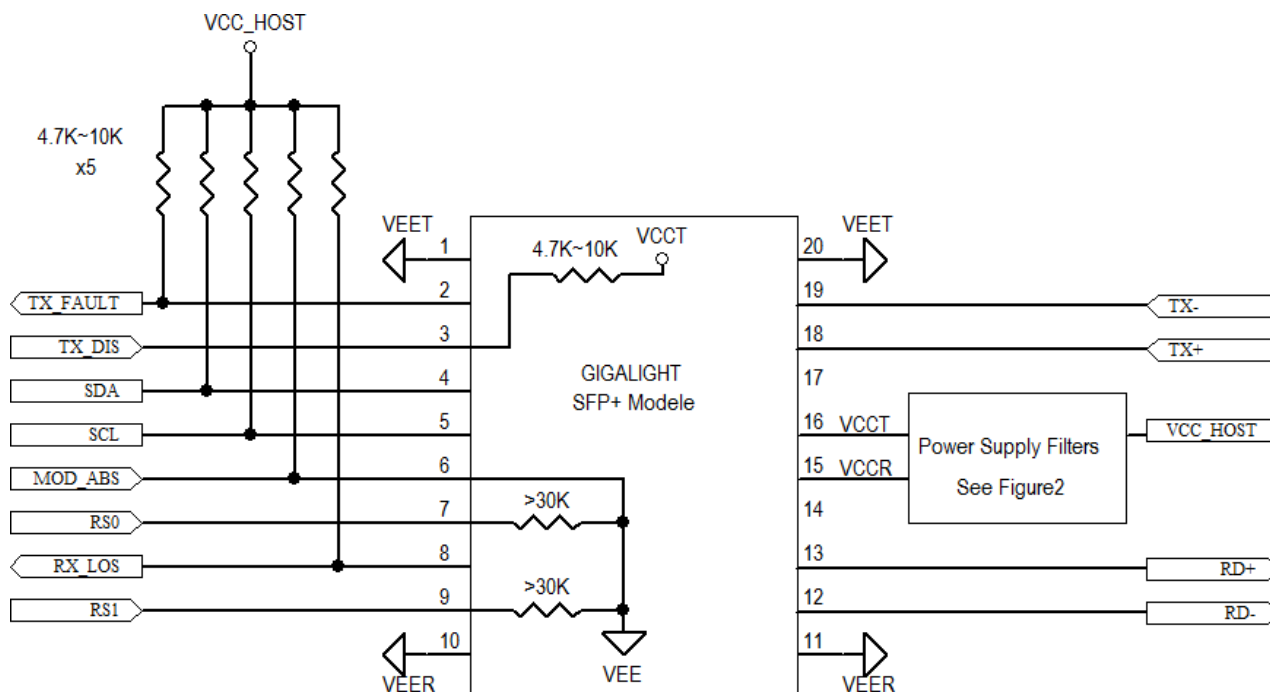 VCC_HOST
4.7K~10K
x5
VEET
1
4.7K~10K
VCCT
20
VEET
TX_FAULT
2
19
TX-
TX_DIS
3
18
TX+
SDA
4
GIGALIGHT
SFP+ Modele
17
SCL
5
16
VCCT
Power Supply Filters
See Figure2
VCC_HOST
MOD_ABS
6
15
VCCR
RS0
7
>30K
14
RX_LOS
8
13
RD+
RS1
9
>30K
12
RD-
10
VEER
VEE
11
VEER